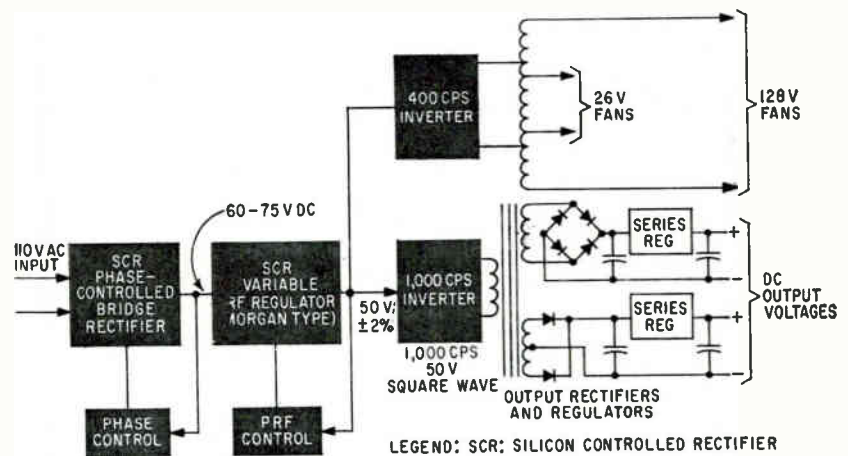 400 CPS
INVERTER
26 V
FANS
128V
FANS
60-75 V DC
110 VAC
INPUT
SCR
PHASE-
CONTROLLED
BRIDGE
RECTIFIER
SCR
VARIABLE
RF REGULATOR
MORGAN TYPE)
50 V;
±2%
1,000 CPS
INVERTER
1,000 CPS
50 V
SQUARE WAVE
SERIES
REG
+
-
SERIES
REG
+
-
DC
OUTPUT
VOLTAGES
OUTPUT RECTIFIERS
AND REGULATORS
PHASE
CONTROL
PRF
CONTROL
LEGEND: SCR: SILICON CONTROLLED RECTIFIER